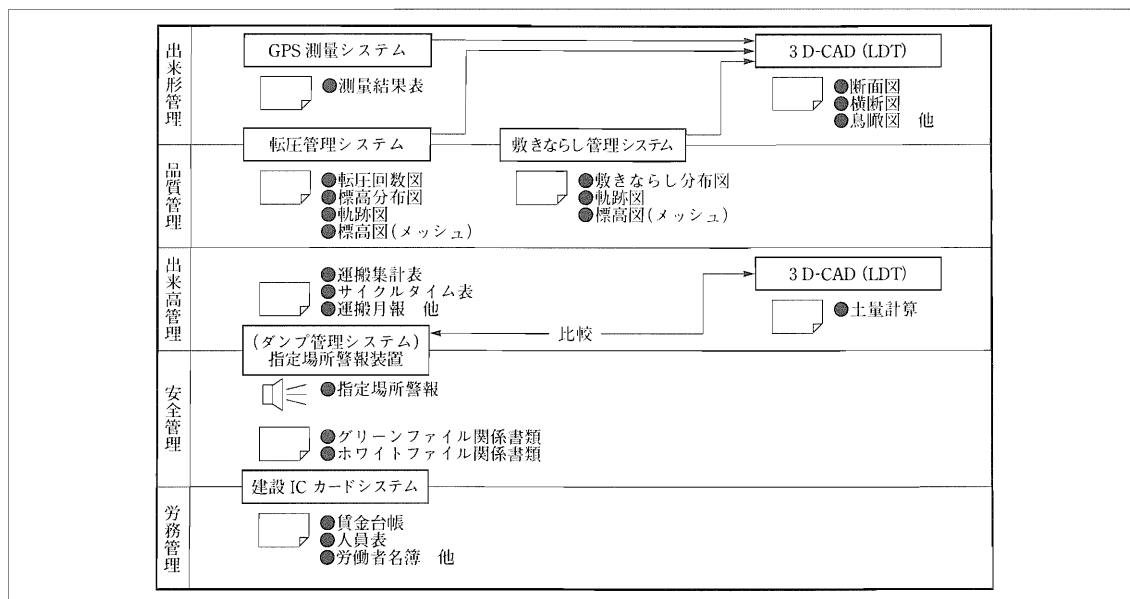 出来形管理
GPS 測量システム
3 D-CAD (LDT)
●測量結果表
●断面図
●横断図
●鳥瞰図 他
転圧管理システム
敷きならし管理システム
品質管理
●転圧回数図
●標高分布図
●軌跡図
●標高図(メッシュ)
●敷きならし分布図
●軌跡図
●標高図(メッシュ)
出来高管理
●運搬集計表
●サイクルタイム表
●運搬月報 他
3 D-CAD (LDT)
●土量計算
比較
(ダンプ管理システム)
指定場所警報装置
安全管理
●指定場所警報
●グリーンファイル関係書類
●ホワイトファイル関係書類
建設 IC カードシステム
労務管理
●賃金台帳
●人員表
●労働者名簿 他